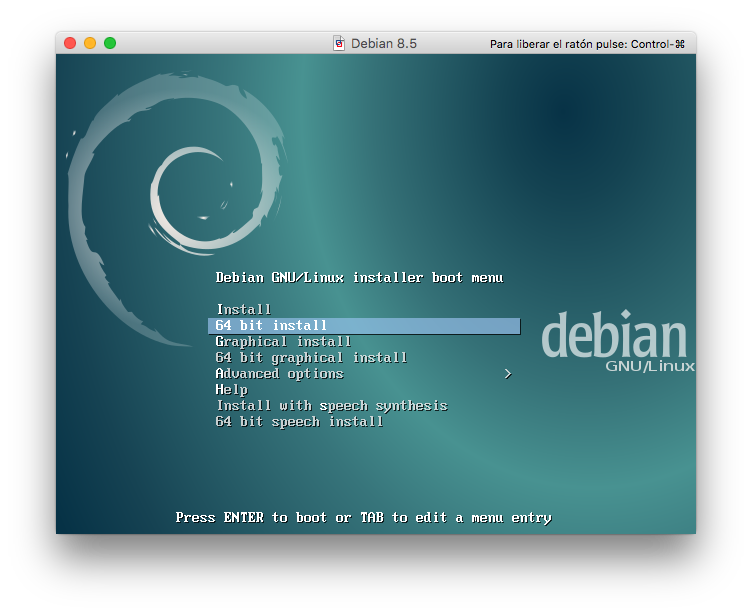 Debian 8.5
Para liberar el ratón pulse: Control-⌘
Debian GNU/Linux installer boot menu
Install
64 bit install
Graphical install
64 bit graphical install
Advanced options >
Help
Install with speech synthesis
64 bit speech install
debian
GNU/Linux
Press ENTER to boot or TAB to edit a menu entry